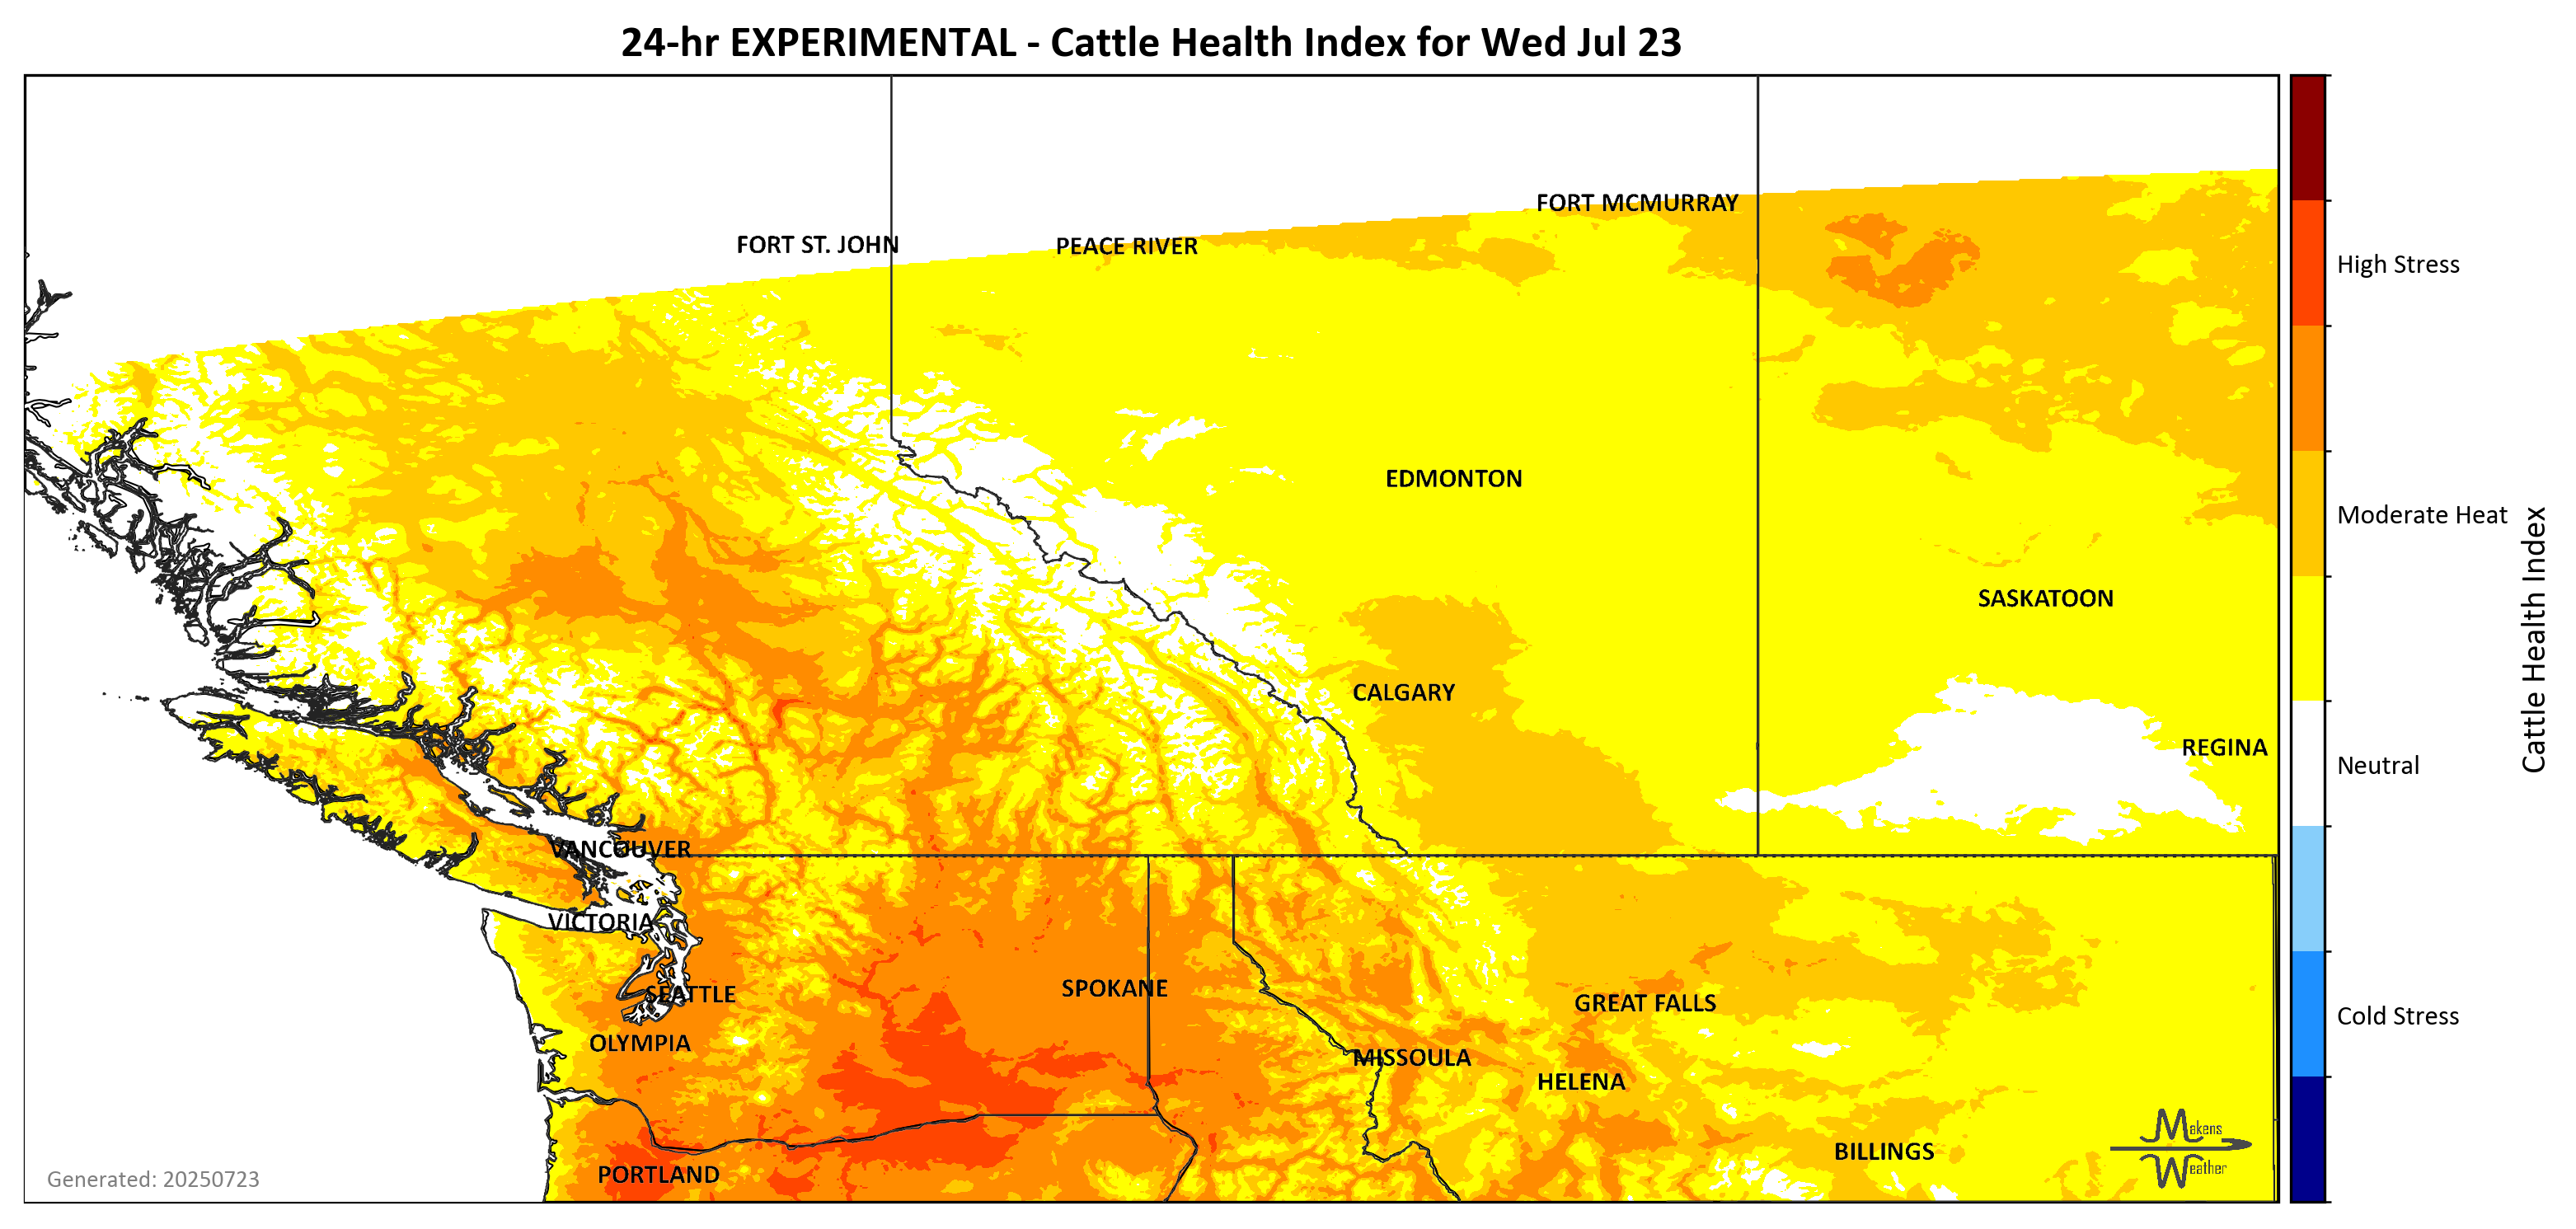 24-hr EXPERIMENTAL - Cattle Health Index for Wed Jul 23
FORT MCMURRAY
FORT ST. JOHN
PEACE RIVER
High Stress
EDMONTON
Moderate Heat
SASKATOON
CALGARY
Cattle Health Index
REGINA
Neutral
VANCOUVER
VICTORIA
SPOKANE
SEATTLE
GREAT FALLS
Cold Stress
OLYMPIA
MISSOULA
HELENA
Makens
Weather
BILLINGS
PORTLAND
Generated: 20250723